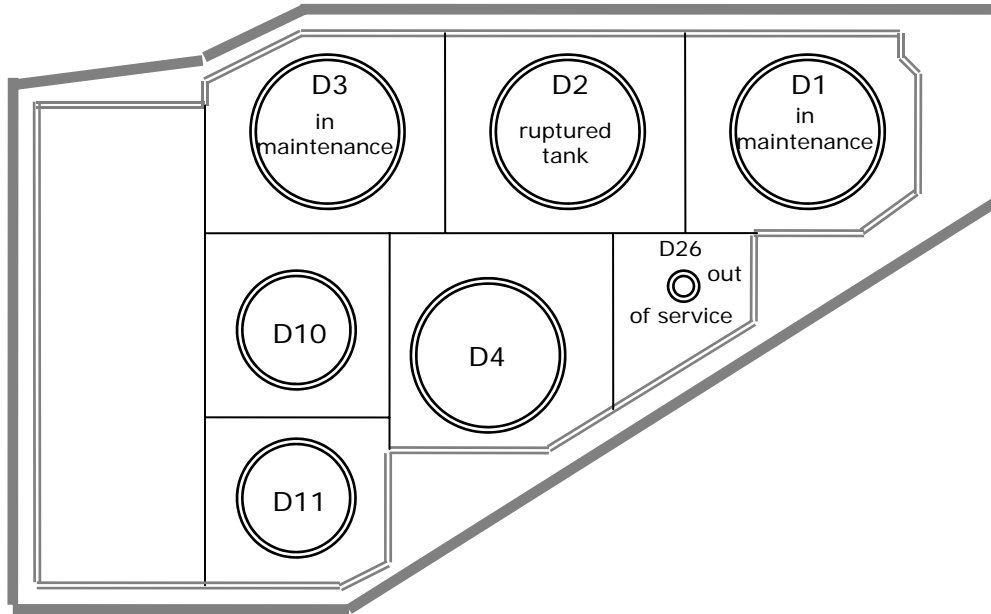 D3
in
maintenance
D2
ruptured
tank
D1
in
maintenance
D26
out
of service
D10
D4
D11